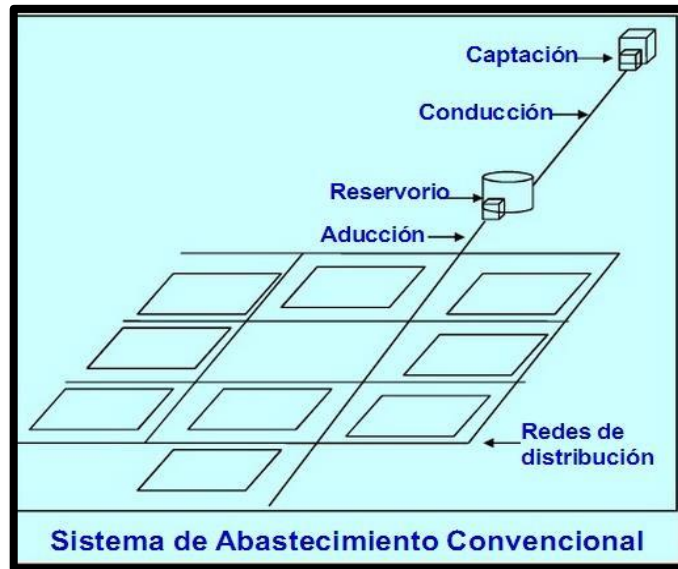 Captación
Conducción
Reservorio
Aducción
Redes de
distribución
Sistema de Abastecimiento Convencional